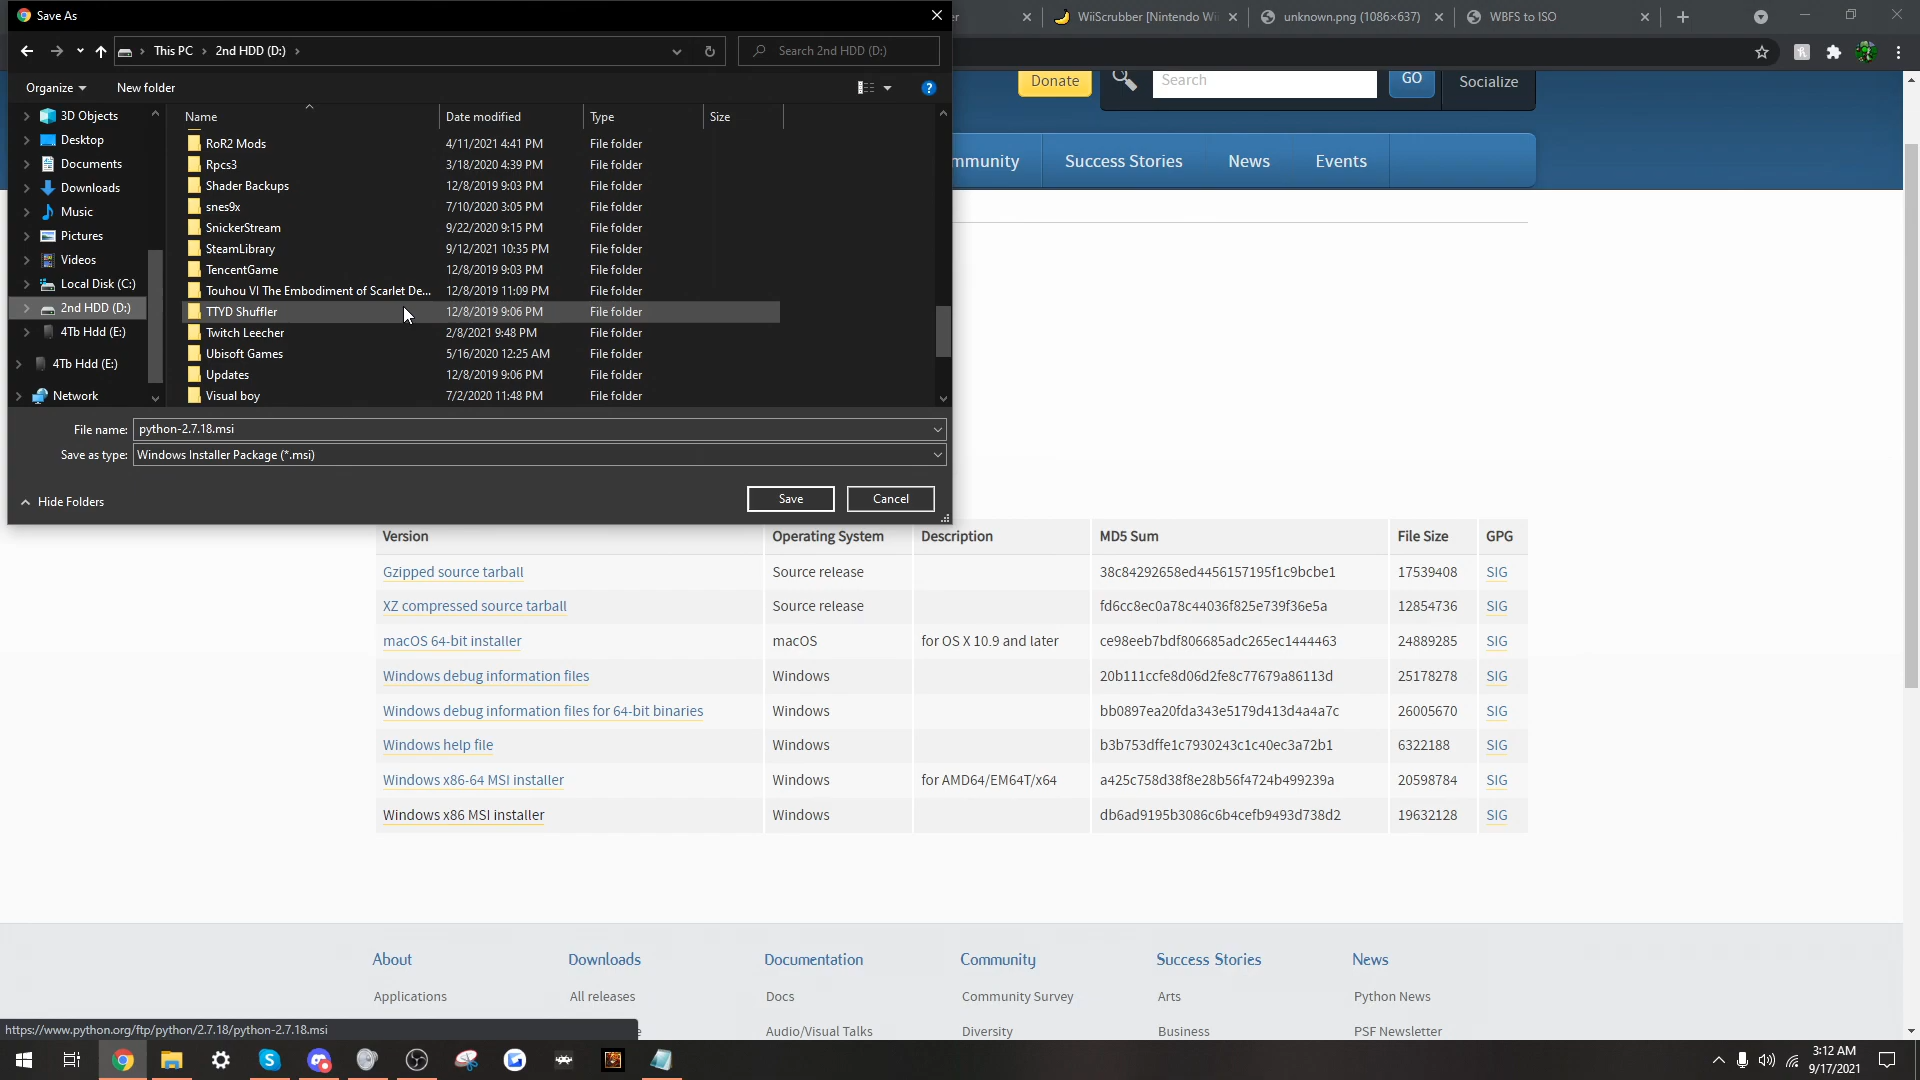 Save As
er
WiiScrubber [Nintendo Wi
unknown.png (1086×637)
WBFS to ISO
This PC
2nd HDD (D:)
Search 2nd HDD (D:)
Organize
New folder
Donate
Search
GO
Socialize
3D Objects
Desktop
Documents
Downloads
Music
Pictures
Videos
Local Disk (C:)
2nd HDD (D:)
4Tb Hdd (E:)
4Tb Hdd (E:)
Network
Name Date modified Type Size
RoR2 Mods 4/11/2021 4:41 PM File folder
Rpcs3 3/18/2020 4:39 PM File folder
Shader Backups 12/8/2019 9:03 PM File folder
snes9x 7/10/2020 3:05 PM File folder
SnickerStream 9/22/2020 9:15 PM File folder
SteamLibrary 9/12/2021 10:35 PM File folder
TencentGame 12/8/2019 9:03 PM File folder
Touhou VI The Embodiment of Scarlet De... 12/8/2019 11:09 PM File folder
TTYD Shuffler 12/8/2019 9:06 PM File folder
Twitch Leecher 2/8/2021 9:48 PM File folder
Ubisoft Games 5/16/2020 12:25 AM File folder
Updates 12/8/2019 9:06 PM File folder
Visual boy 7/2/2020 11:48 PM File folder
mmunity Success Stories News Events
File name: python-2.7.18.msi
Save as type: Windows Installer Package (*.msi)
Hide Folders
Save
Cancel
Version Operating System Description MD5 Sum File Size GPG
Gzipped source tarball Source release 38c84292658ed4456157195f1c9bcbe1 17539408 SIG
XZ compressed source tarball Source release fd6cc8ec0a78c44036f825e739f36e5a 12854736 SIG
macOS 64-bit installer macOS for OS X 10.9 and later ce98eeb7bdf806685adc265ec1444463 24889285 SIG
Windows debug information files Windows 20b111ccfe8d06d2fe8c77679a86113d 25178278 SIG
Windows debug information files for 64-bit binaries Windows bb0897ea20fda343e5179d413d4a4a7c 26005670 SIG
Windows help file Windows b3b753dffe1c7930243c1c40ec3a72b1 6322188 SIG
Windows x86-64 MSI installer Windows for AMD64/EM64T/x64 a425c758d38f8e28b56f4724b499239a 20598784 SIG
Windows x86 MSI installer Windows db6ad9195b3086c6b4cefb9493d738d2 19632128 SIG
About Downloads Documentation Community Success Stories News
Applications All releases Docs Community Survey Arts Python News
e Audio/Visual Talks Diversity Business PSF Newsletter
https://www.python.org/ftp/python/2.7.18/python-2.7.18.msi
3:12 AM
9/17/2021